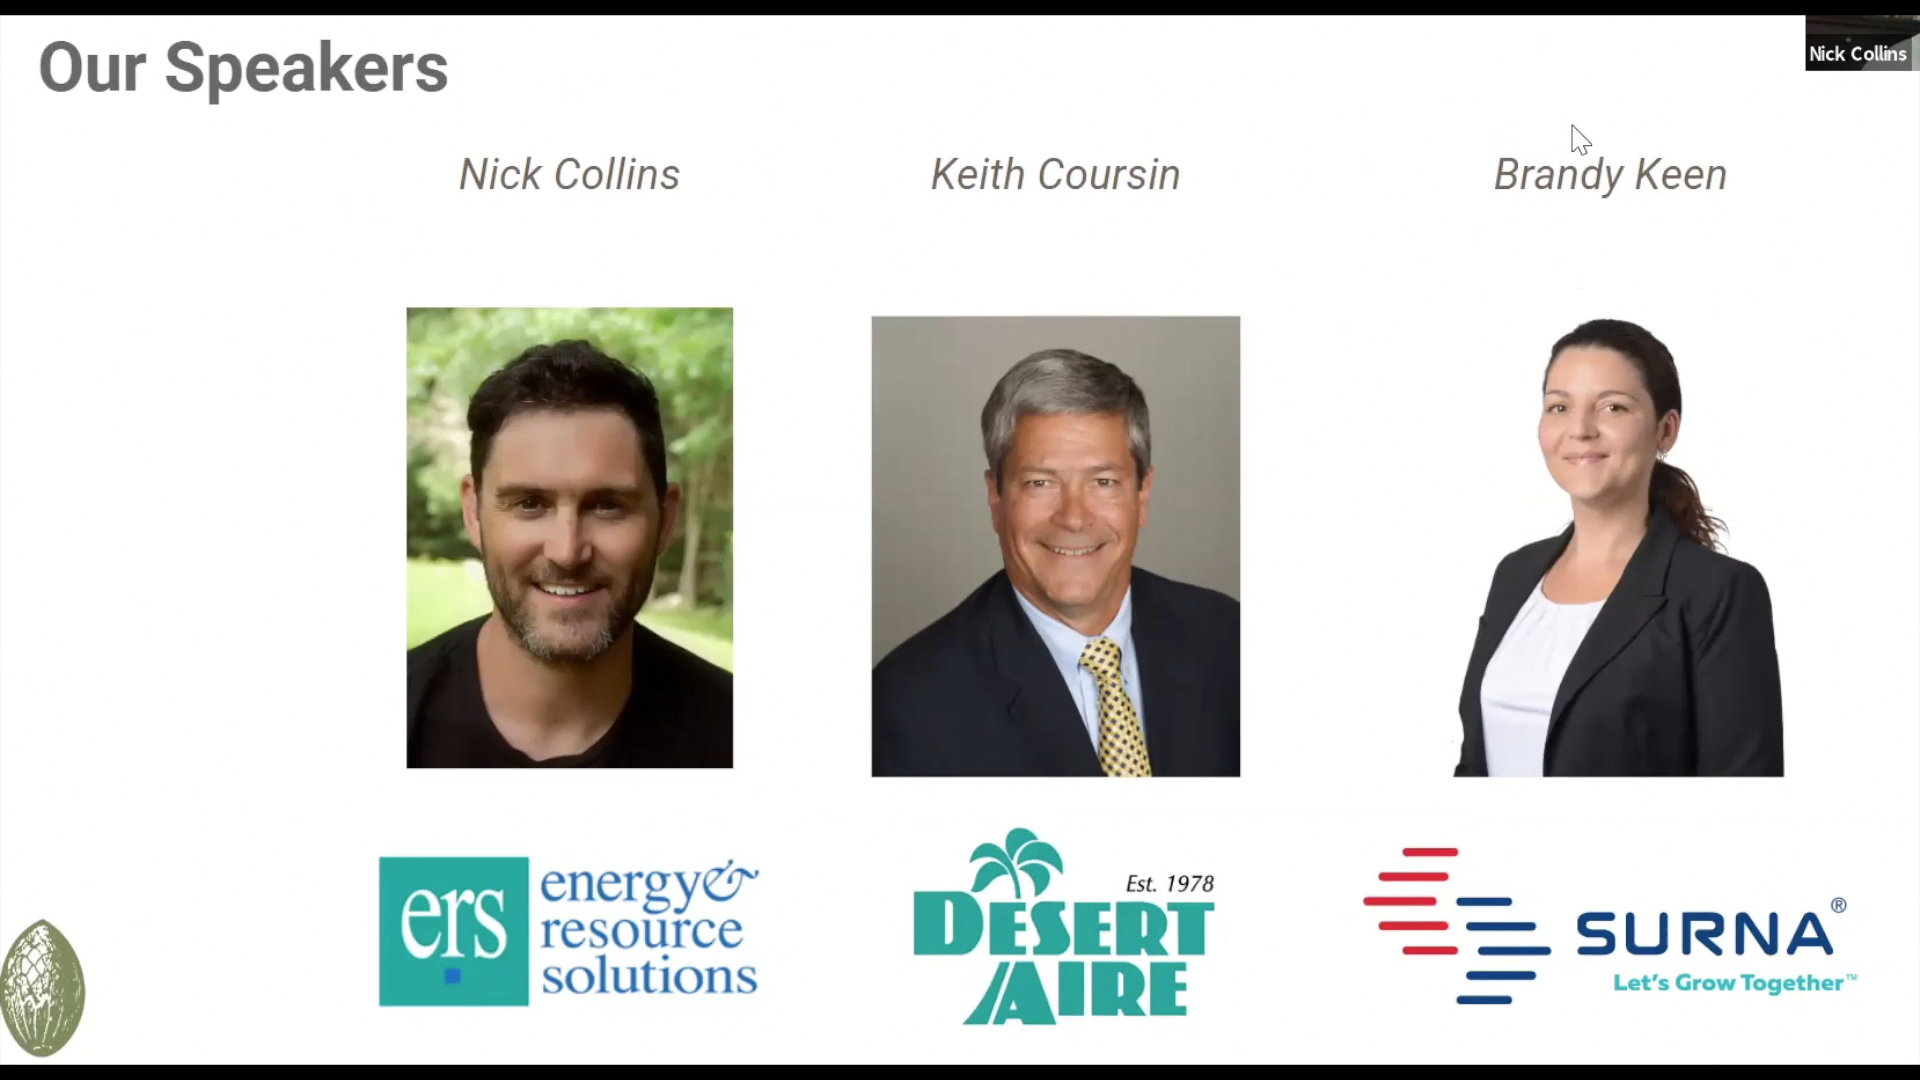 Our Speakers
Nick Collins
Nick Collins
Keith Coursin
Brandy Keen
ers
energy&
resource
solutions
Est. 1978
DESERT
AIRE
SURNA®
Let's Grow Together™